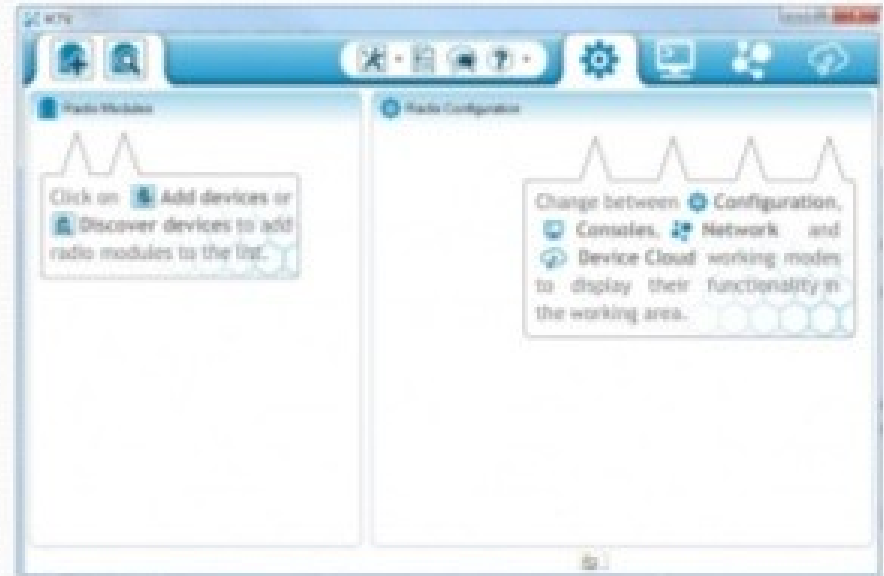 Radio Modules
Radio Configuration
Click on Add devices or
Discover devices to add
radio modules to the list.
Change between Configuration,
Consoles, Network and
Device Cloud working modes
to display their functionality in
the working area.